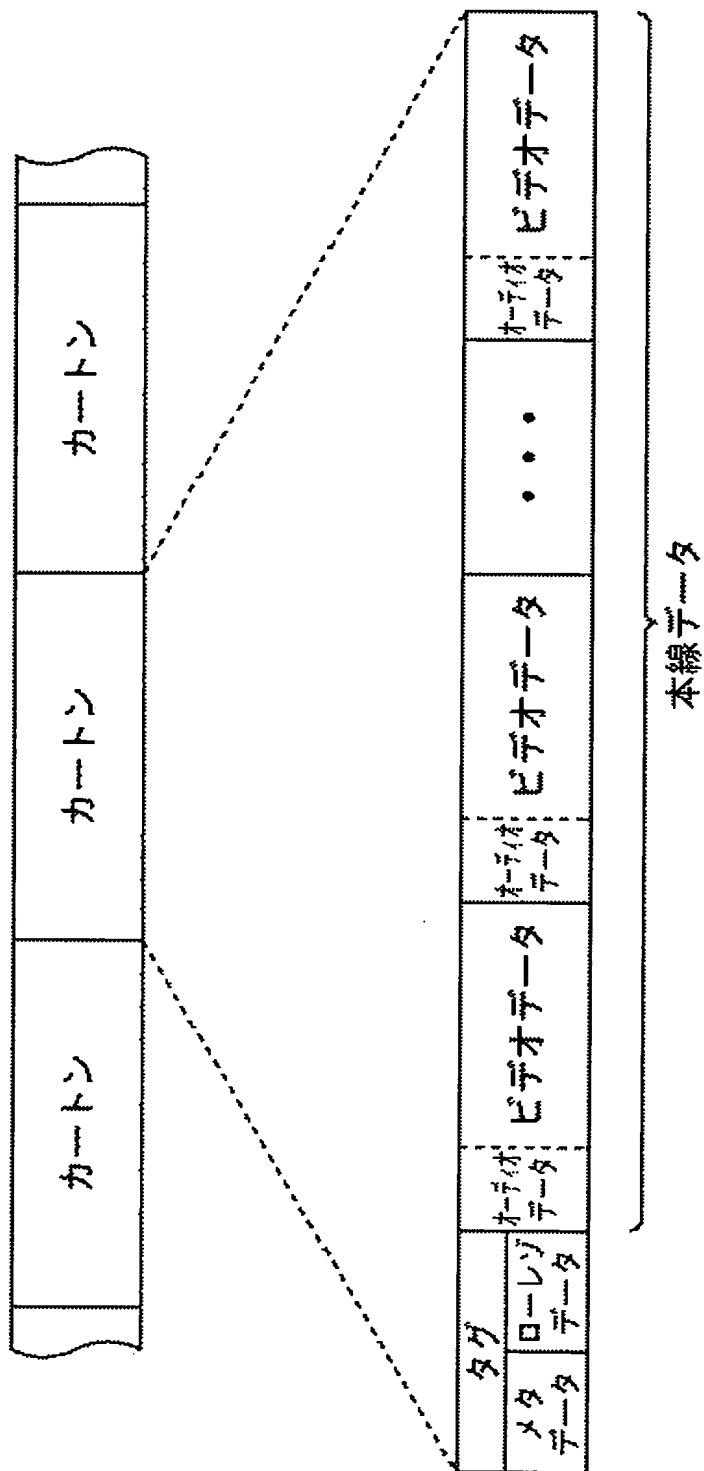 カートン
カートン
カートン
タグ
メタ
データ
ローレゾ
データ
オーディオ
データ
ビデオデータ
オーディオ
データ
ビデオデータ
• • •
オーディオ
データ
ビデオデータ
本線データ